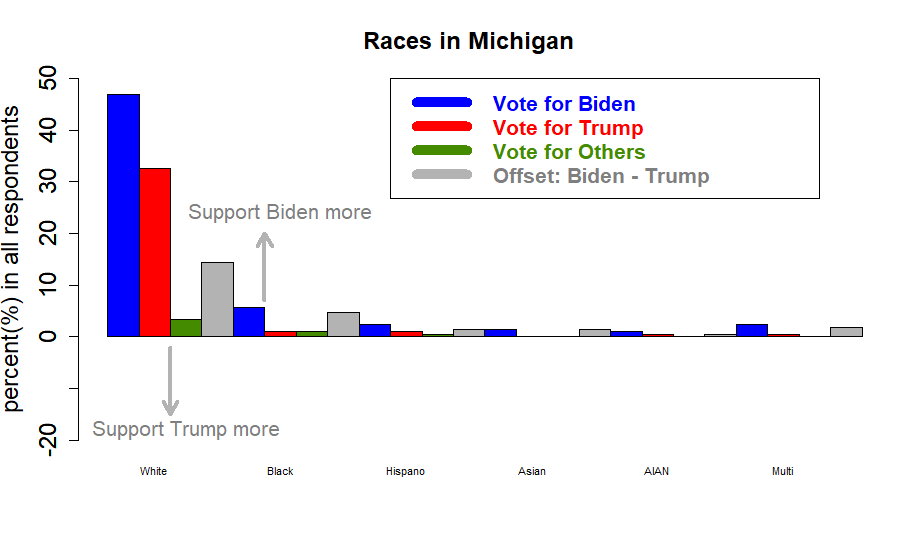 Races in Michigan
percent(%) in all respondents
50
40
30
20
10
0
-20
Vote for Biden
Vote for Trump
Vote for Others
Offset: Biden - Trump
Support Biden more
Support Trump more
White
Black
Hispano
Asian
AIAN
Multi